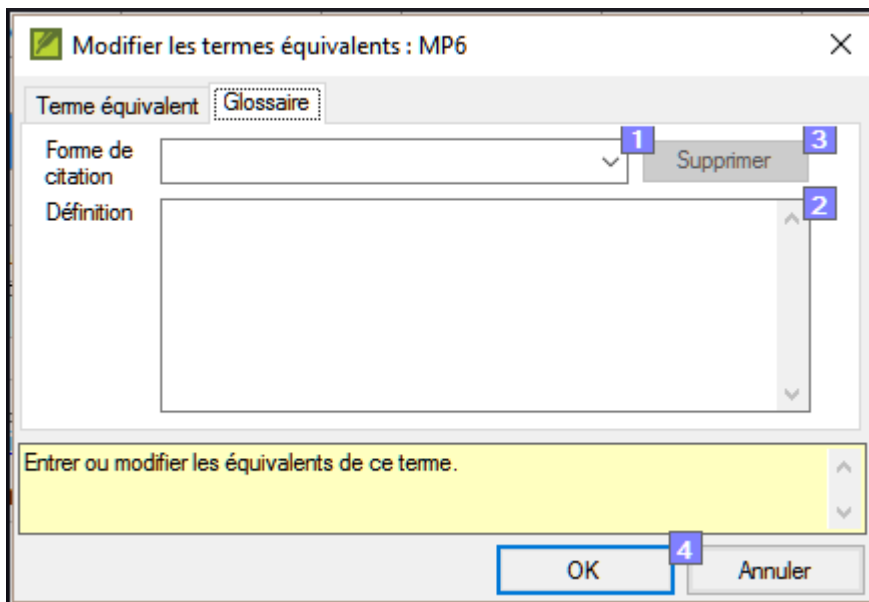 Modifier les termes équivalents : MP6
Terme équivalent Glossaire
Forme de citation 1 Supprimer 3
Définition 2
Entrer ou modifier les équivalents de ce terme.
OK 4 Annuler